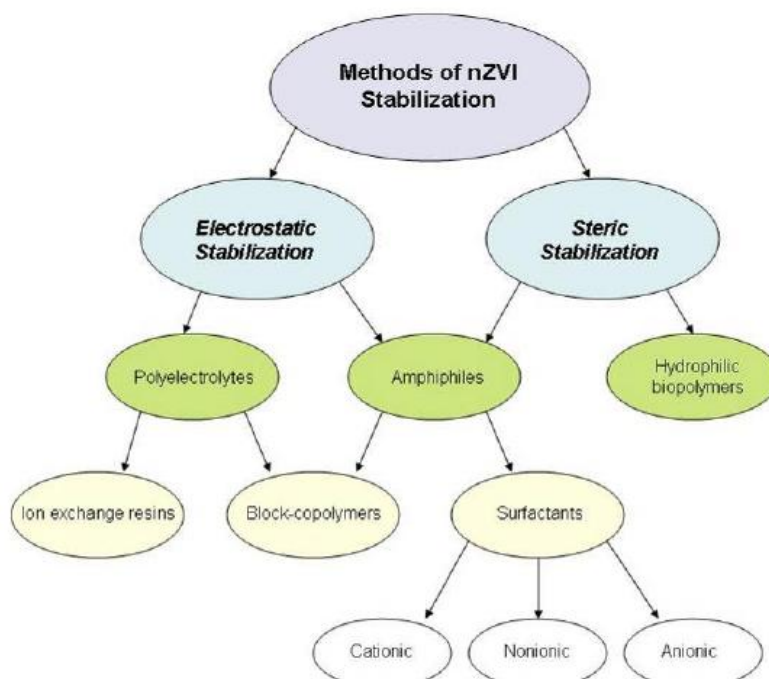 Methods of nZVI
Stabilization
Electrostatic
Stabilization
Steric
Stabilization
Polyelectrolytes
Amphiphiles
Hydrophilic
biopolymers
Ion exchange resins
Block-copolymers
Surfactants
Cationic
Nonionic
Anionic